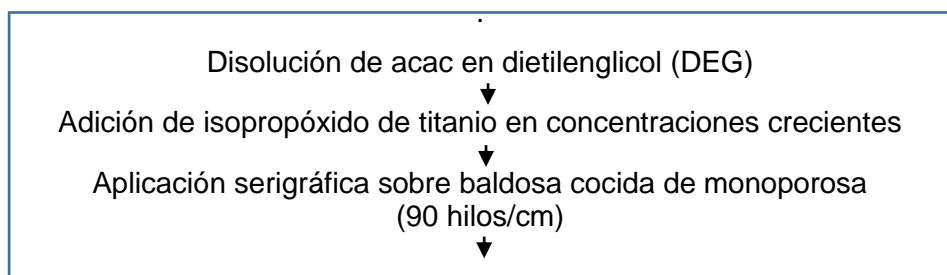 .
Disolución de acac en dietilenglicol (DEG)
Adición de isopropóxido de titanio en concentraciones crecientes
Aplicación serigráfica sobre baldosa cocida de monoporosa
(90 hilos/cm)